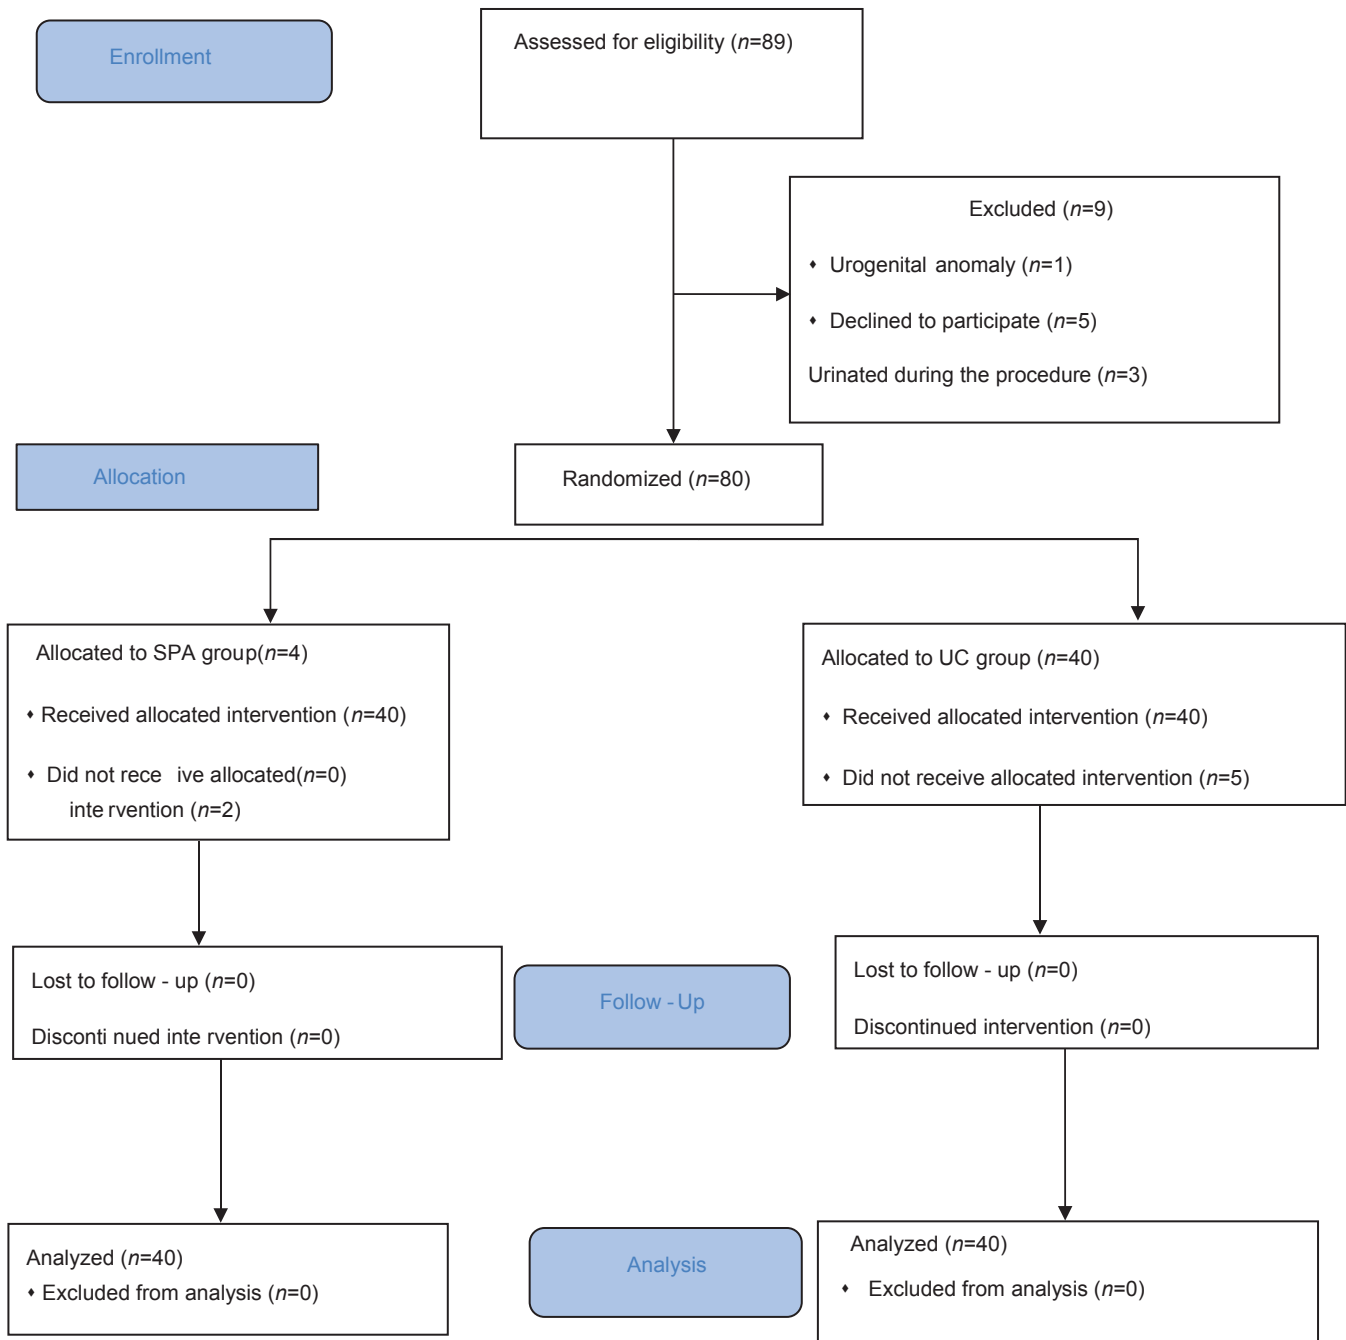 Enrollment
Assessed for eligibility (n=89)
Excluded (n=9)
⬧ Urogenital anomaly (n=1)
⬧ Declined to participate (n=5)
Urinated during the procedure (n=3)
Allocation
Randomized (n=80)
Allocated to SPA group(n=4)
⬧ Received allocated intervention (n=40)
⬧ Did not rece ive allocated(n=0)
inte rvention (n=2)
Allocated to UC group (n=40)
⬧ Received allocated intervention (n=40)
⬧ Did not receive allocated intervention (n=5)
Lost to follow - up (n=0)
Disconti nued inte rvention (n=0)
Follow - Up
Lost to follow - up (n=0)
Discontinued intervention (n=0)
Analyzed (n=40)
⬧ Excluded from analysis (n=0)
Analysis
Analyzed (n=40)
⬧ Excluded from analysis (n=0)